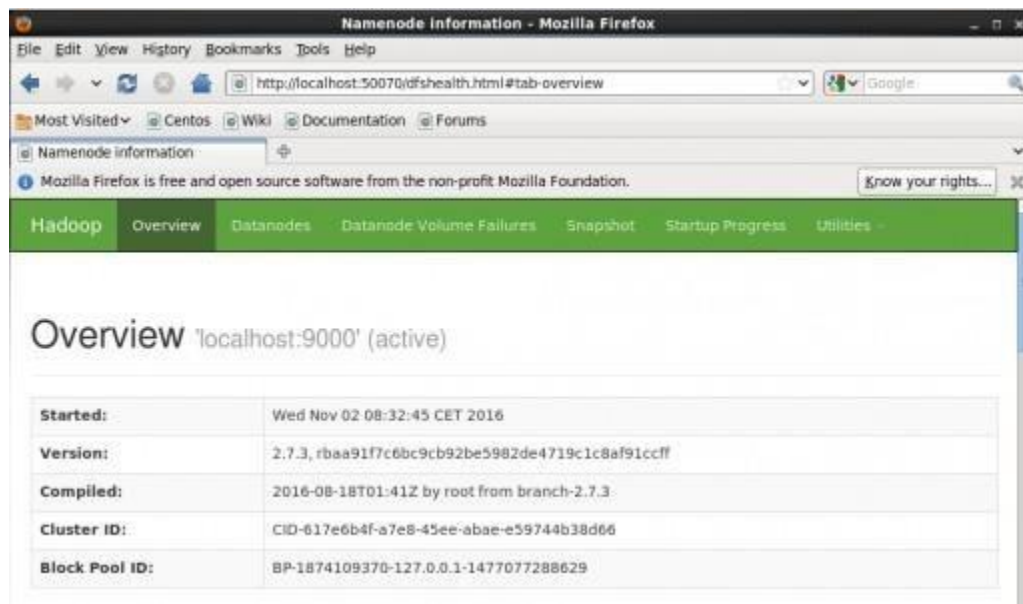 Namenode information - Mozilla Firefox
File Edit View History Bookmarks Tools Help
http://localhost:50070/dfshealth.html#tab-overview
Google
Most Visited Centos Wiki Documentation Forums
Namenode information
Mozilla Firefox is free and open source software from the non-profit Mozilla Foundation. Know your rights...
Hadoop Overview Datanodes Datanode Volume Failures Snapshot Startup Progress Utilities
Overview 'localhost:9000' (active)
Started: Wed Nov 02 08:32:45 CET 2016
Version: 2.7.3, rbaa91f7c6bc9cb92be5982de4719c1c8af91ccff
Compiled: 2016-08-18T01:41Z by root from branch-2.7.3
Cluster ID: CID-617e6b4f-a7e8-45ee-abae-e59744b38d66
Block Pool ID: BP-1874109370-127.0.0.1-1477077288629